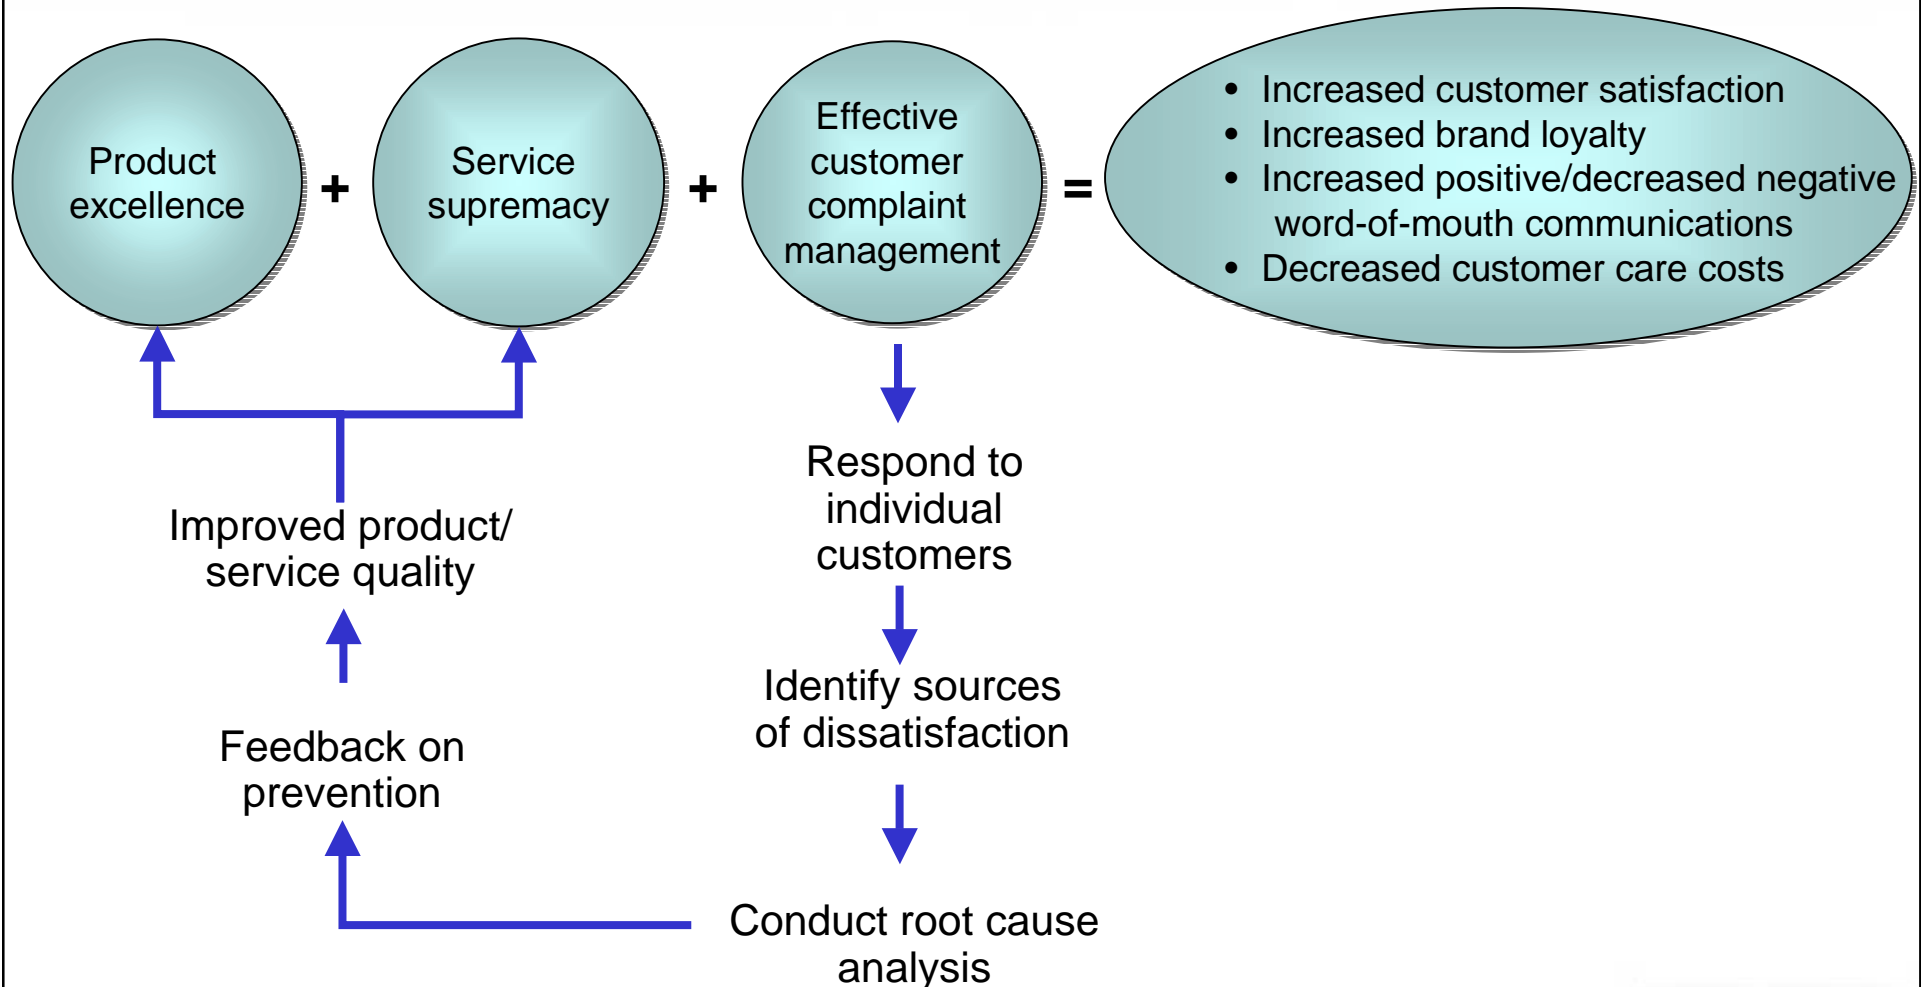 Product
excellence
+
Service
supremacy
+
Effective
customer
complaint
management
=
• Increased customer satisfaction
• Increased brand loyalty
• Increased positive/decreased negative
word-of-mouth communications
• Decreased customer care costs
Respond to
individual
customers
Identify sources
of dissatisfaction
Conduct root cause
analysis
Feedback on
prevention
Improved product/
service quality